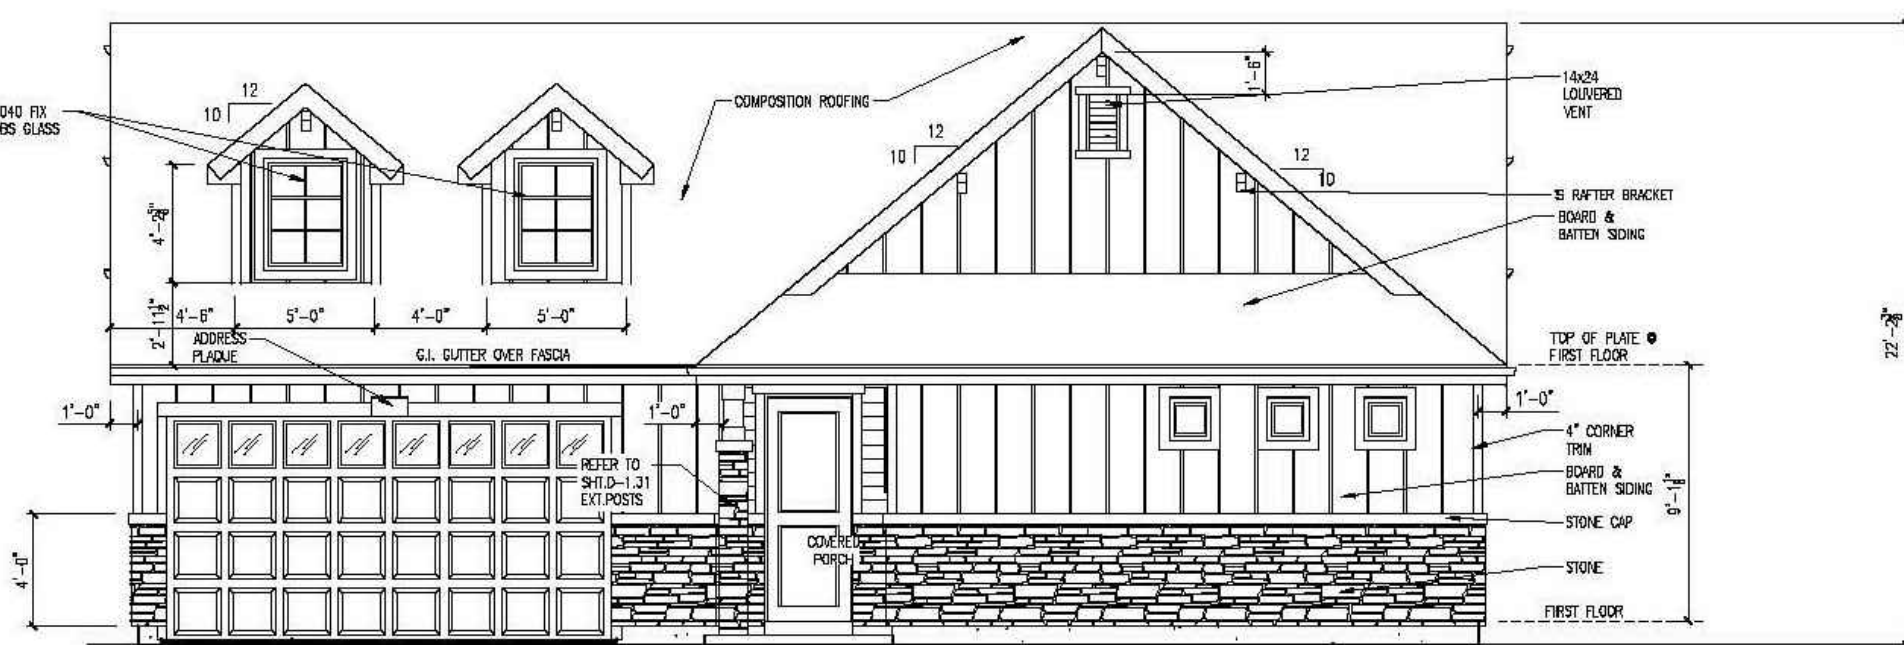 040 FIX
BS GLASS
12
10
COMPOSITION ROOFING
12
10
1'-6"
14x24
LOUVERED
VENT
12
10
RAFTER BRACKET
BOARD &
BATTEN SIDING
4'-6"
5'-0"
4'-0"
5'-0"
2'-11½"
ADDRESS
PLAQUE
G.I. GUTTER OVER FASCIA
TOP OF PLATE @
FIRST FLOOR
1'-0"
1'-0"
1'-0"
4" CORNER
TRIM
REFER TO
SHT.D-1.31
EXT.POSTS
BOARD &
BATTEN SIDING
9'-1⅛"
STONE CAP
COVERED
PORCH
4'-0"
STONE
FIRST FLOOR